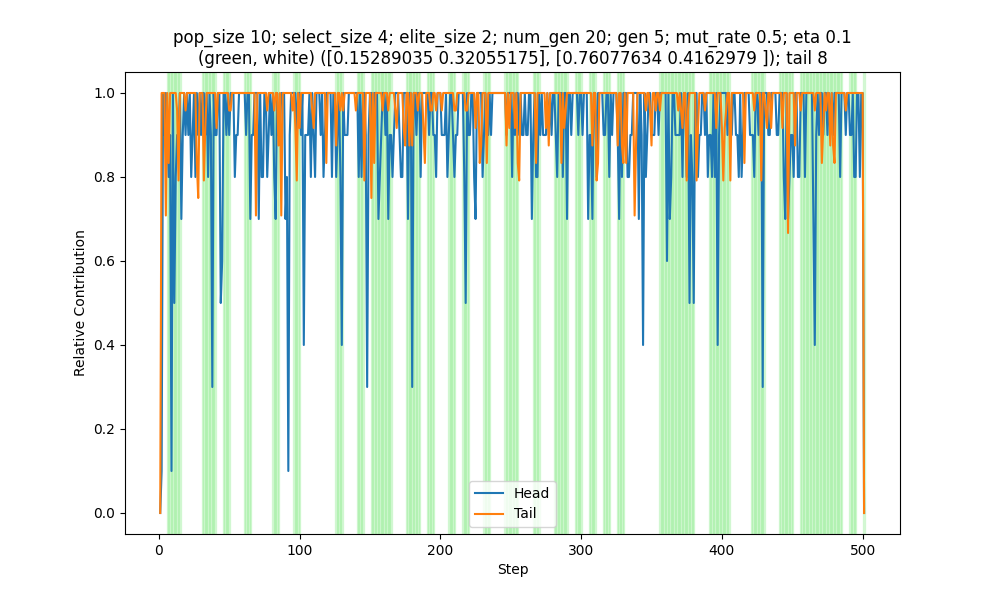 pop_size 10; select_size 4; elite_size 2; num_gen 20; gen 5; mut_rate 0.5; eta 0.1
(green, white) ([0.15289035 0.32055175], [0.76077634 0.4162979 ]); tail 8
1.0
0.8
0.6
0.4
0.2
0.0
Relative Contribution
Head
Tail
0 100 200 300 400 500
Step